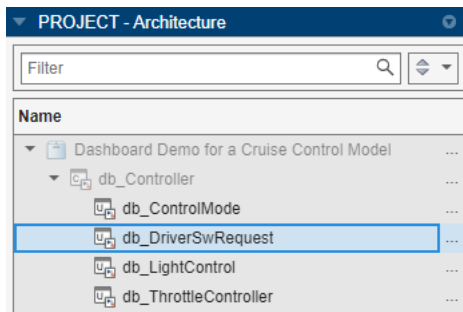 PROJECT - Architecture
Filter
Name
Dashboard Demo for a Cruise Control Model ...
db_Controller ...
db_ControlMode ...
db_DriverSwRequest ...
db_LightControl ...
db_ThrottleController ...